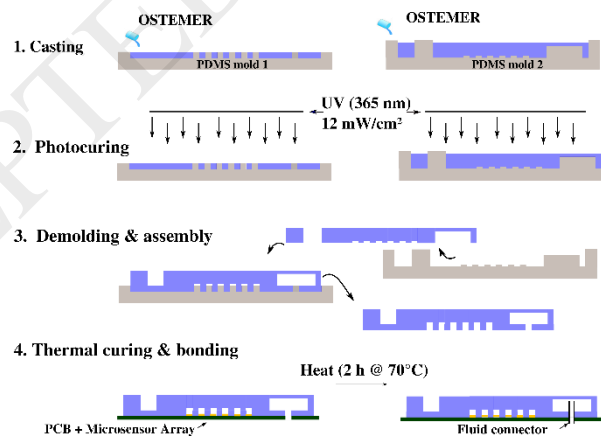 OSTEMER
OSTEMER
1. Casting
PDMS mold 1
PDMS mold 2
UV (365 nm)
12 mW/cm²
2. Photocuring
3. Demolding & assembly
4. Thermal curing & bonding
Heat (2 h @ 70°C)
PCB + Microsensor Array
Fluid connector